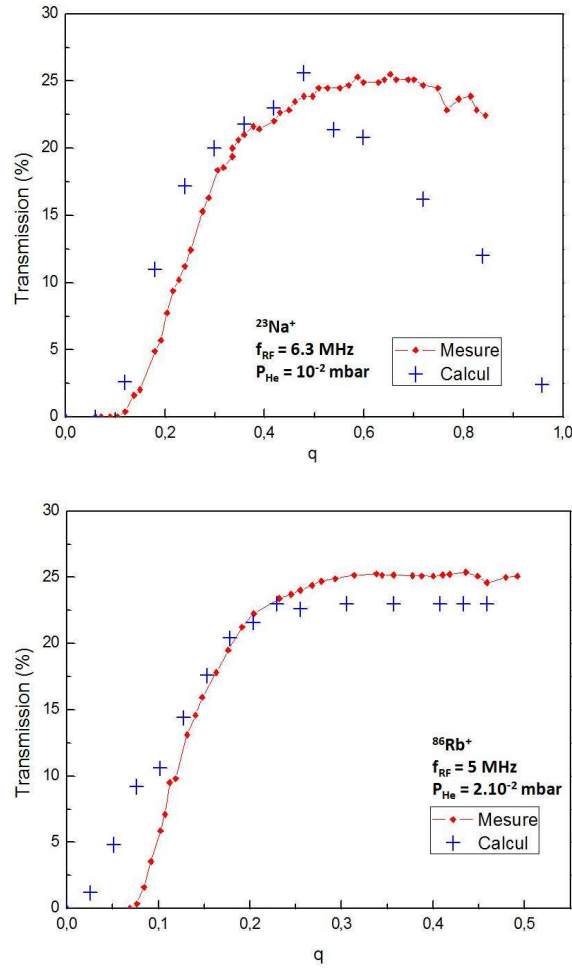 30
25
20
15
10
5
0
Transmission (%)
²³Na⁺
f_RF = 6.3 MHz
P_He = 10⁻² mbar
Mesure
Calcul
0,0 0,2 0,4 0,6 0,8 1,0
q
30
25
20
15
10
5
0
Transmission (%)
⁸⁶Rb⁺
f_RF = 5 MHz
P_He = 2.10⁻² mbar
Mesure
Calcul
0,0 0,1 0,2 0,3 0,4 0,5
q